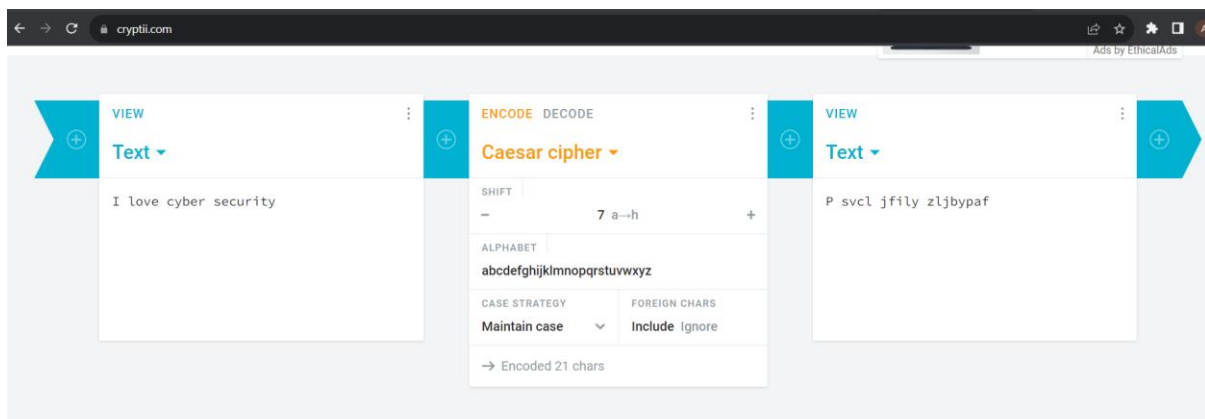 cryptii.com
Ads by EthicalAds
VIEW
Text
I love cyber security
ENCODE DECODE
Caesar cipher
SHIFT
− 7 a→h +
ALPHABET
abcdefghijklmnopqrstuvwxyz
CASE STRATEGY
Maintain case
FOREIGN CHARS
Include Ignore
→ Encoded 21 chars
VIEW
Text
P svcl jfily zljbypaf